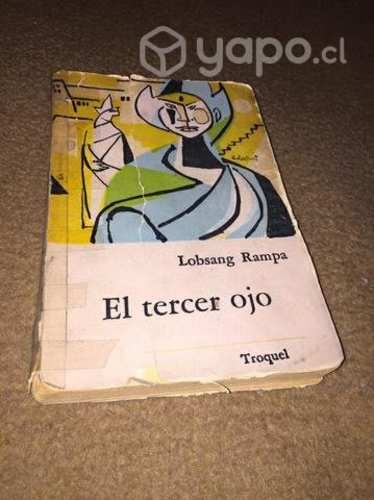 yapo.cl
Lobsang Rampa
El tercer ojo
Troquel